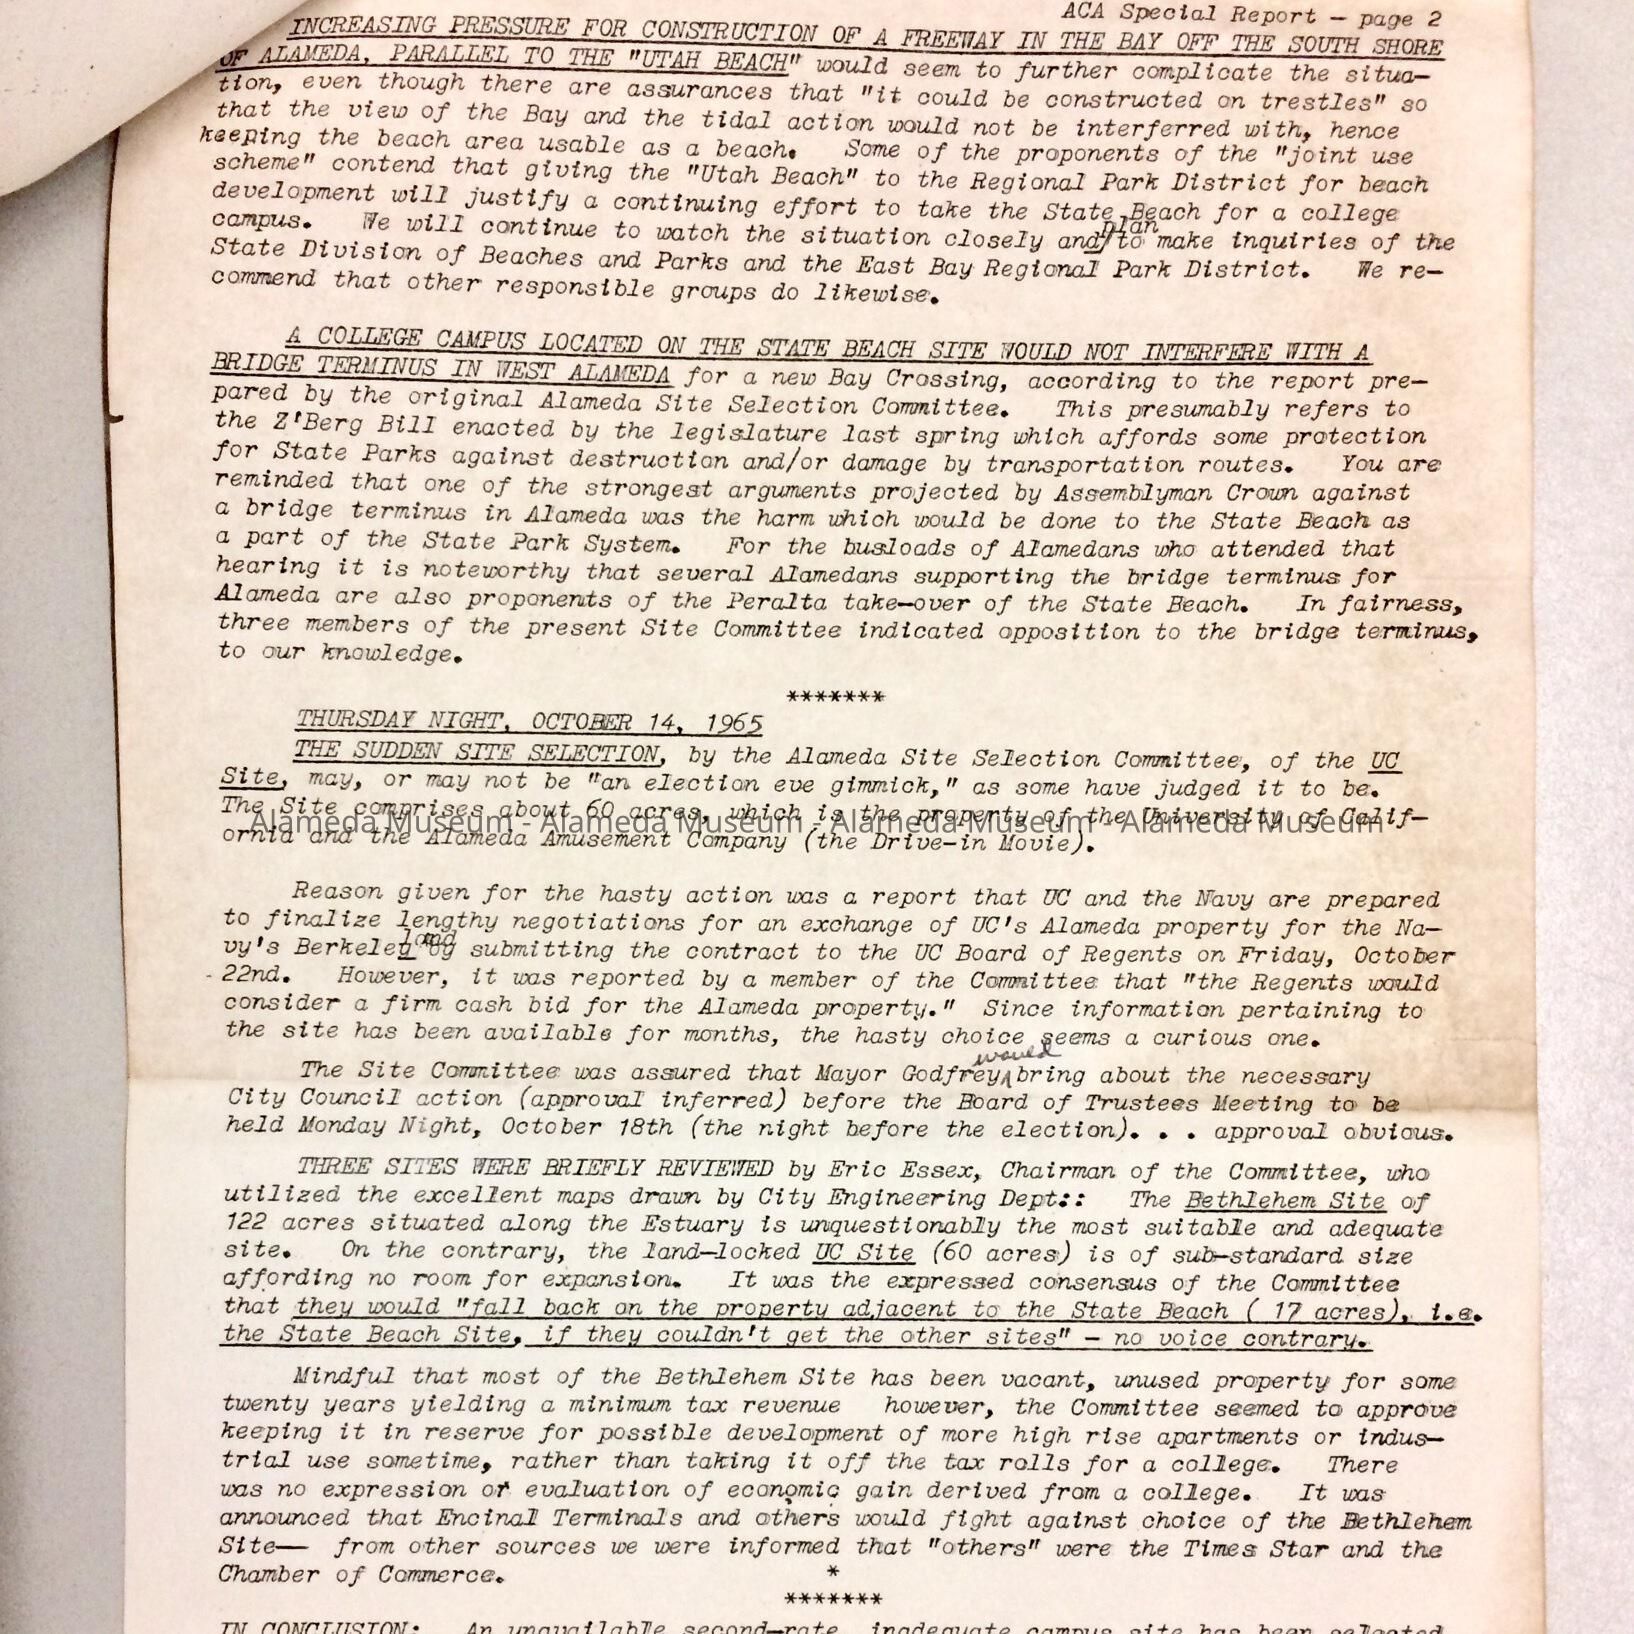 ACA Special Report - page 2
INCREASING PRESSURE FOR CONSTRUCTION OF A FREEWAY IN THE BAY OFF THE SOUTH SHORE
OF ALAMEDA, PARALLEL TO THE "UTAH BEACH" would seem to further complicate the situa-
tion, even though there are assurances that "it could be constructed on trestles" so
that the view of the Bay and the tidal action would not be interferred with, hence
keeping the beach area usable as a beach. Some of the proponents of the "joint use
scheme" contend that giving the "Utah Beach" to the Regional Park District for beach
development will justify a continuing effort to take the State Beach for a college
plan
campus. We will continue to watch the situation closely and/to make inquiries of the
State Division of Beaches and Parks and the East Bay Regional Park District. We re-
commend that other responsible groups do likewise.
A COLLEGE CAMPUS LOCATED ON THE STATE BEACH SITE WOULD NOT INTERFERE WITH A
BRIDGE TERMINUS IN WEST ALAMEDA for a new Bay Crossing, according to the report pre-
pared by the original Alameda Site Selection Committee. This presumably refers to
the Z'Berg Bill enacted by the legislature last spring which affords some protection
for State Parks against destruction and/or damage by transportation routes. You are
reminded that one of the strongest arguments projected by Assemblyman Crown against
a bridge terminus in Alameda was the harm which would be done to the State Beach as
a part of the State Park System. For the busloads of Alamedans who attended that
hearing it is noteworthy that several Alamedans supporting the bridge terminus for
Alameda are also proponents of the Peralta take-over of the State Beach. In fairness,
three members of the present Site Committee indicated opposition to the bridge terminus,
to our knowledge.
*******
THURSDAY NIGHT, OCTOBER 14, 1965
THE SUDDEN SITE SELECTION, by the Alameda Site Selection Committee, of the UC
Site, may, or may not be "an election eve gimmick," as some have judged it to be.
The Site comprises about 60 acres, which is the property of the University of Calif-
Alameda Museum - Alameda Museum - Alameda Museum - Alameda Museum
ornia and the Alameda Amusement Company (the Drive-in Movie).
Reason given for the hasty action was a report that UC and the Navy are prepared
to finalize lengthy negotiations for an exchange of UC's Alameda property for the Na-
land
vy's Berkeley by submitting the contract to the UC Board of Regents on Friday, October
22nd. However, it was reported by a member of the Committee that "the Regents would
consider a firm cash bid for the Alameda property." Since information pertaining to
the site has been available for months, the hasty choice seems a curious one.
would
The Site Committee was assured that Mayor Godfrey bring about the necessary
City Council action (approval inferred) before the Board of Trustees Meeting to be
held Monday Night, October 18th (the night before the election). . . approval obvious.
THREE SITES WERE BRIEFLY REVIEWED by Eric Essex, Chairman of the Committee, who
utilized the excellent maps drawn by City Engineering Dept:: The Bethlehem Site of
122 acres situated along the Estuary is unquestionably the most suitable and adequate
site. On the contrary, the land-locked UC Site (60 acres) is of sub-standard size
affording no room for expansion. It was the expressed consensus of the Committee
that they would "fall back on the property adjacent to the State Beach ( 17 acres), i.e.
the State Beach Site, if they couldn't get the other sites" - no voice contrary.
Mindful that most of the Bethlehem Site has been vacant, unused property for some
twenty years yielding a minimum tax revenue however, the Committee seemed to approve
keeping it in reserve for possible development of more high rise apartments or indus-
trial use sometime, rather than taking it off the tax rolls for a college. There
was no expression or evaluation of economic gain derived from a college. It was
announced that Encinal Terminals and others would fight against choice of the Bethlehem
Site-- from other sources we were informed that "others" were the Times Star and the
Chamber of Commerce.
*
*******
IN CONCLUSION: An unavailable second-rate, inadequate campus site has been selected